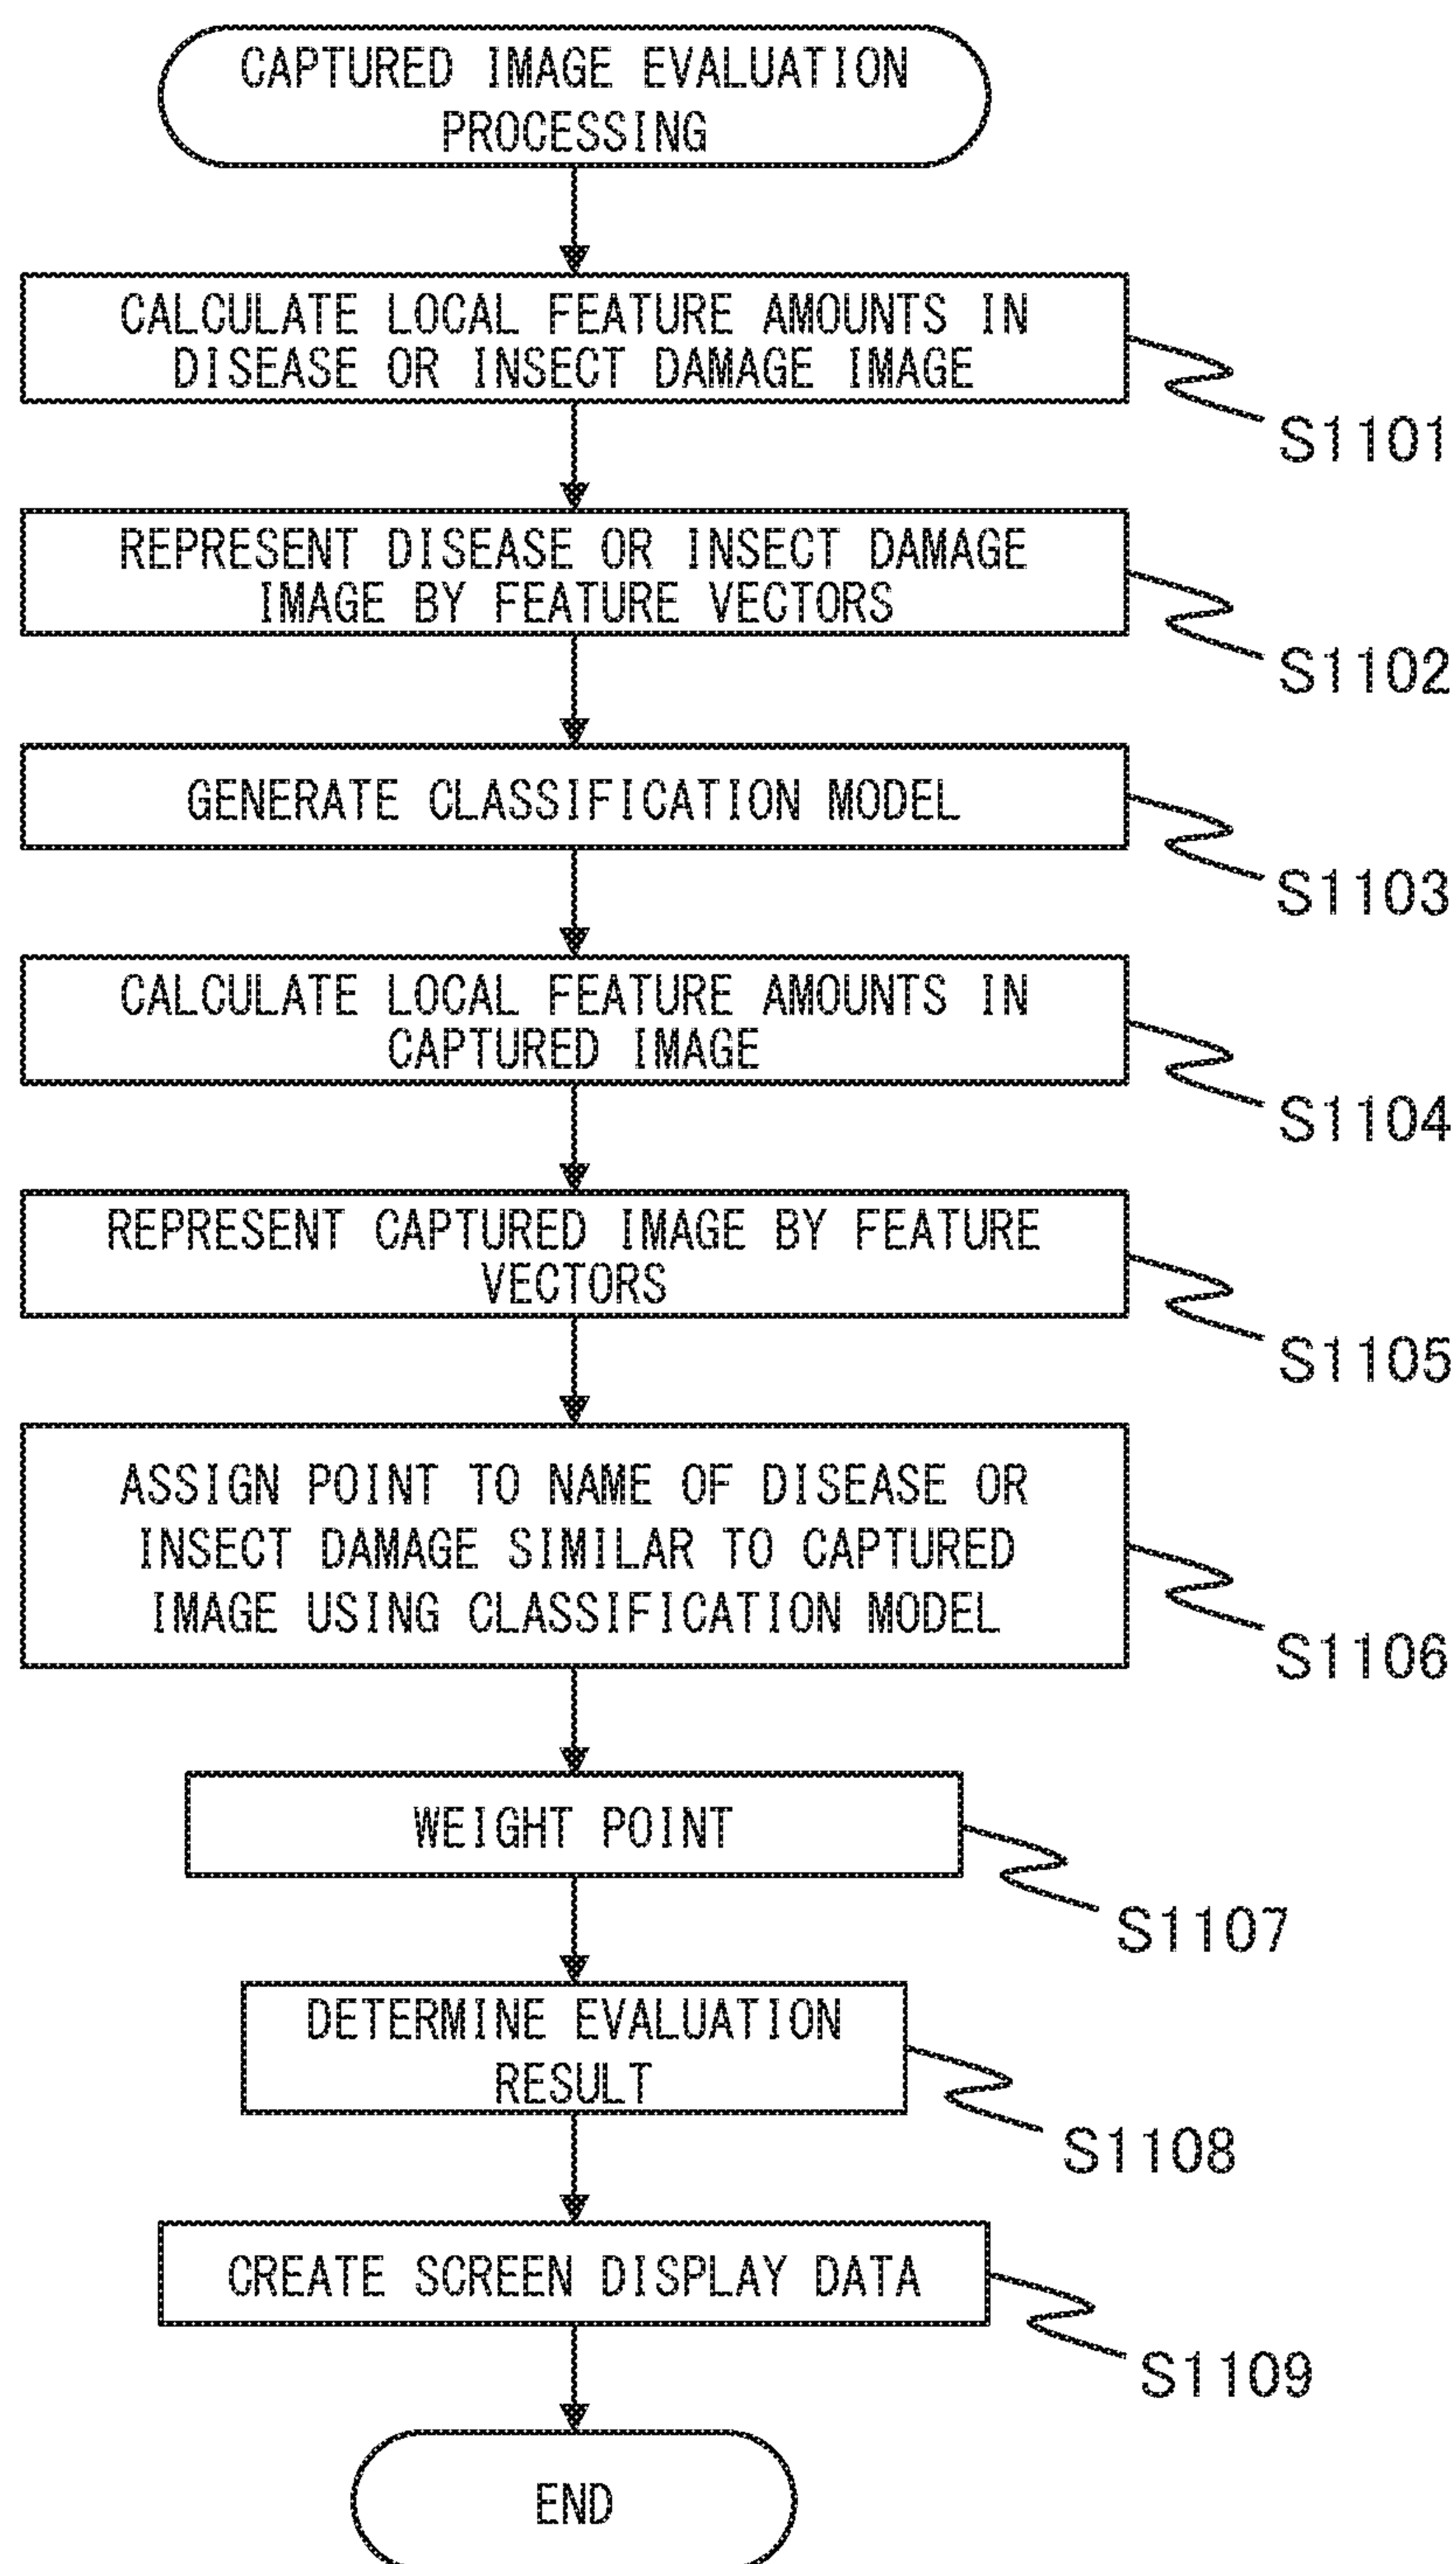 CAPTURED IMAGE EVALUATION
PROCESSING
CALCULATE LOCAL FEATURE AMOUNTS IN
DISEASE OR INSECT DAMAGE IMAGE
S1101
REPRESENT DISEASE OR INSECT DAMAGE
IMAGE BY FEATURE VECTORS
S1102
GENERATE CLASSIFICATION MODEL
S1103
CALCULATE LOCAL FEATURE AMOUNTS IN
CAPTURED IMAGE
S1104
REPRESENT CAPTURED IMAGE BY FEATURE
VECTORS
S1105
ASSIGN POINT TO NAME OF DISEASE OR
INSECT DAMAGE SIMILAR TO CAPTURED
IMAGE USING CLASSIFICATION MODEL
S1106
WEIGHT POINT
S1107
DETERMINE EVALUATION
RESULT
S1108
CREATE SCREEN DISPLAY DATA
S1109
END